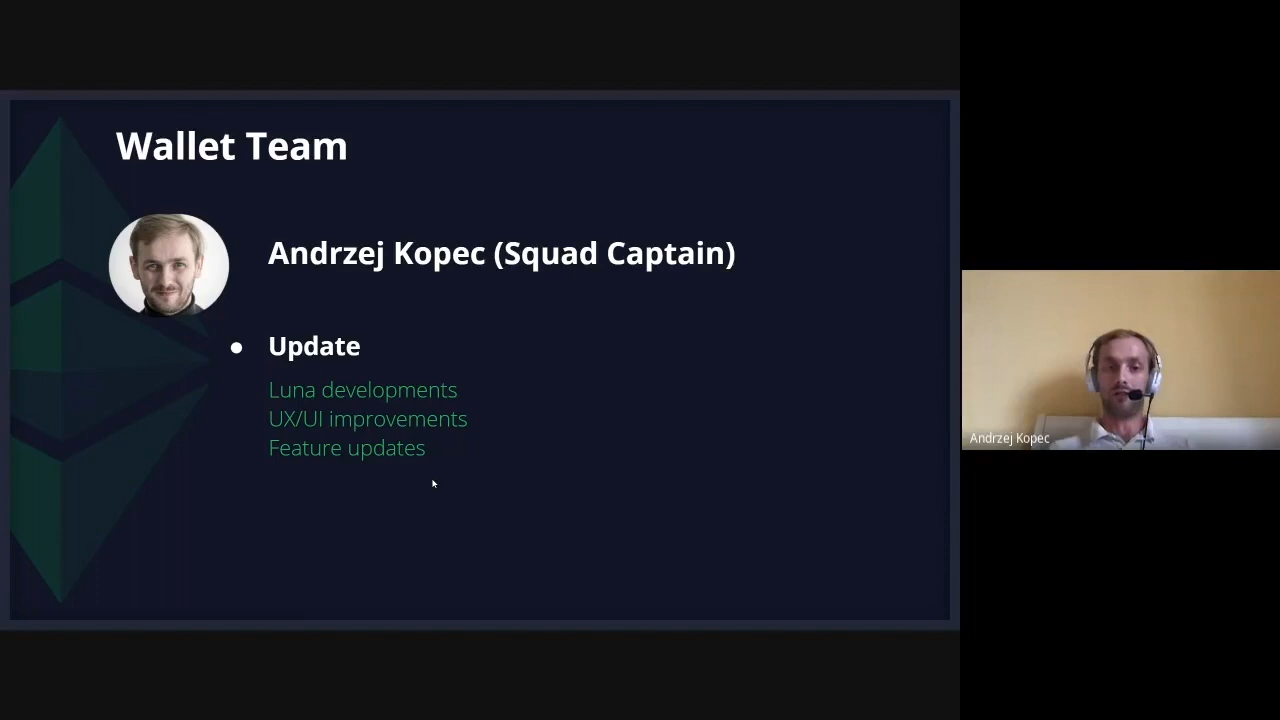 Wallet Team
Andrzej Kopec (Squad Captain)
● Update
Luna developments
UX/UI improvements
Feature updates
Andrzej Kopec